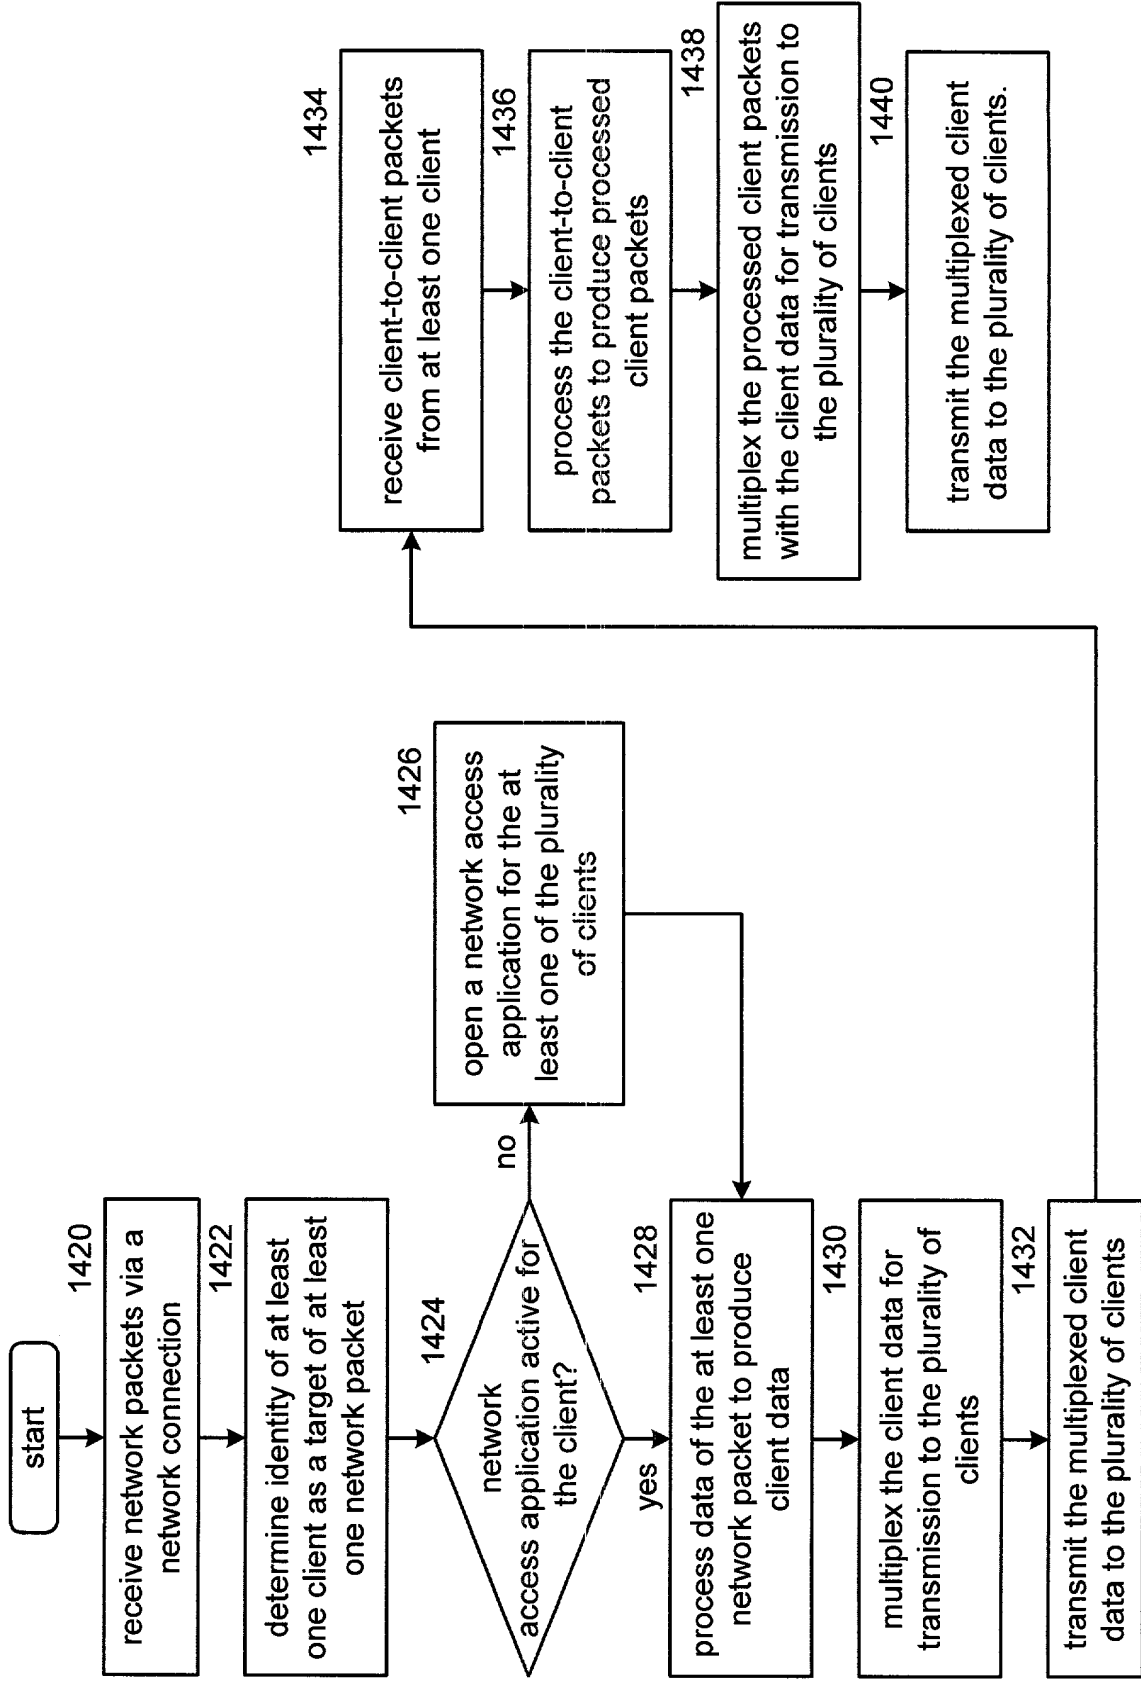 start
1420
receive network packets via a
network connection
1422
determine identity of at least
one client as a target of at least
one network packet
1424
network
access application active for
the client?
no
yes
1426
open a network access
application for the at
least one of the plurality
of clients
1428
process data of the at least one
network packet to produce
client data
1430
multiplex the client data for
transmission to the plurality of
clients
1432
transmit the multiplexed client
data to the plurality of clients
1434
receive client-to-client packets
from at least one client
1436
process the client-to-client
packets to produce processed
client packets
1438
multiplex the processed client packets
with the client data for transmission to
the plurality of clients
1440
transmit the multiplexed client
data to the plurality of clients.